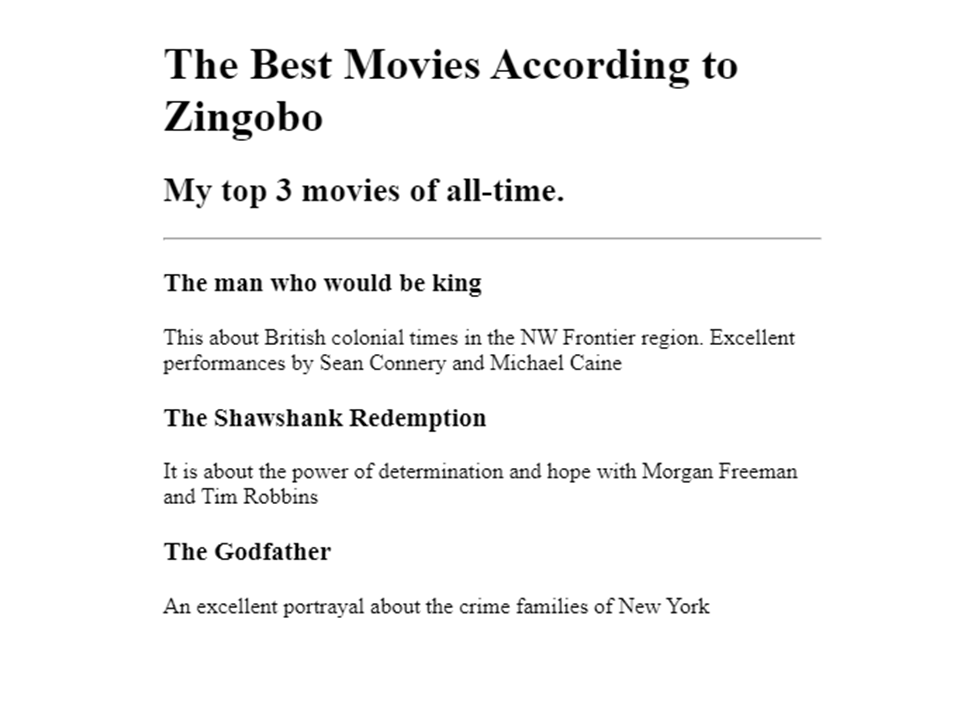 The Best Movies According to
Zingobo
My top 3 movies of all-time.
The man who would be king
This about British colonial times in the NW Frontier region. Excellent
performances by Sean Connery and Michael Caine
The Shawshank Redemption
It is about the power of determination and hope with Morgan Freeman
and Tim Robbins
The Godfather
An excellent portrayal about the crime families of New York